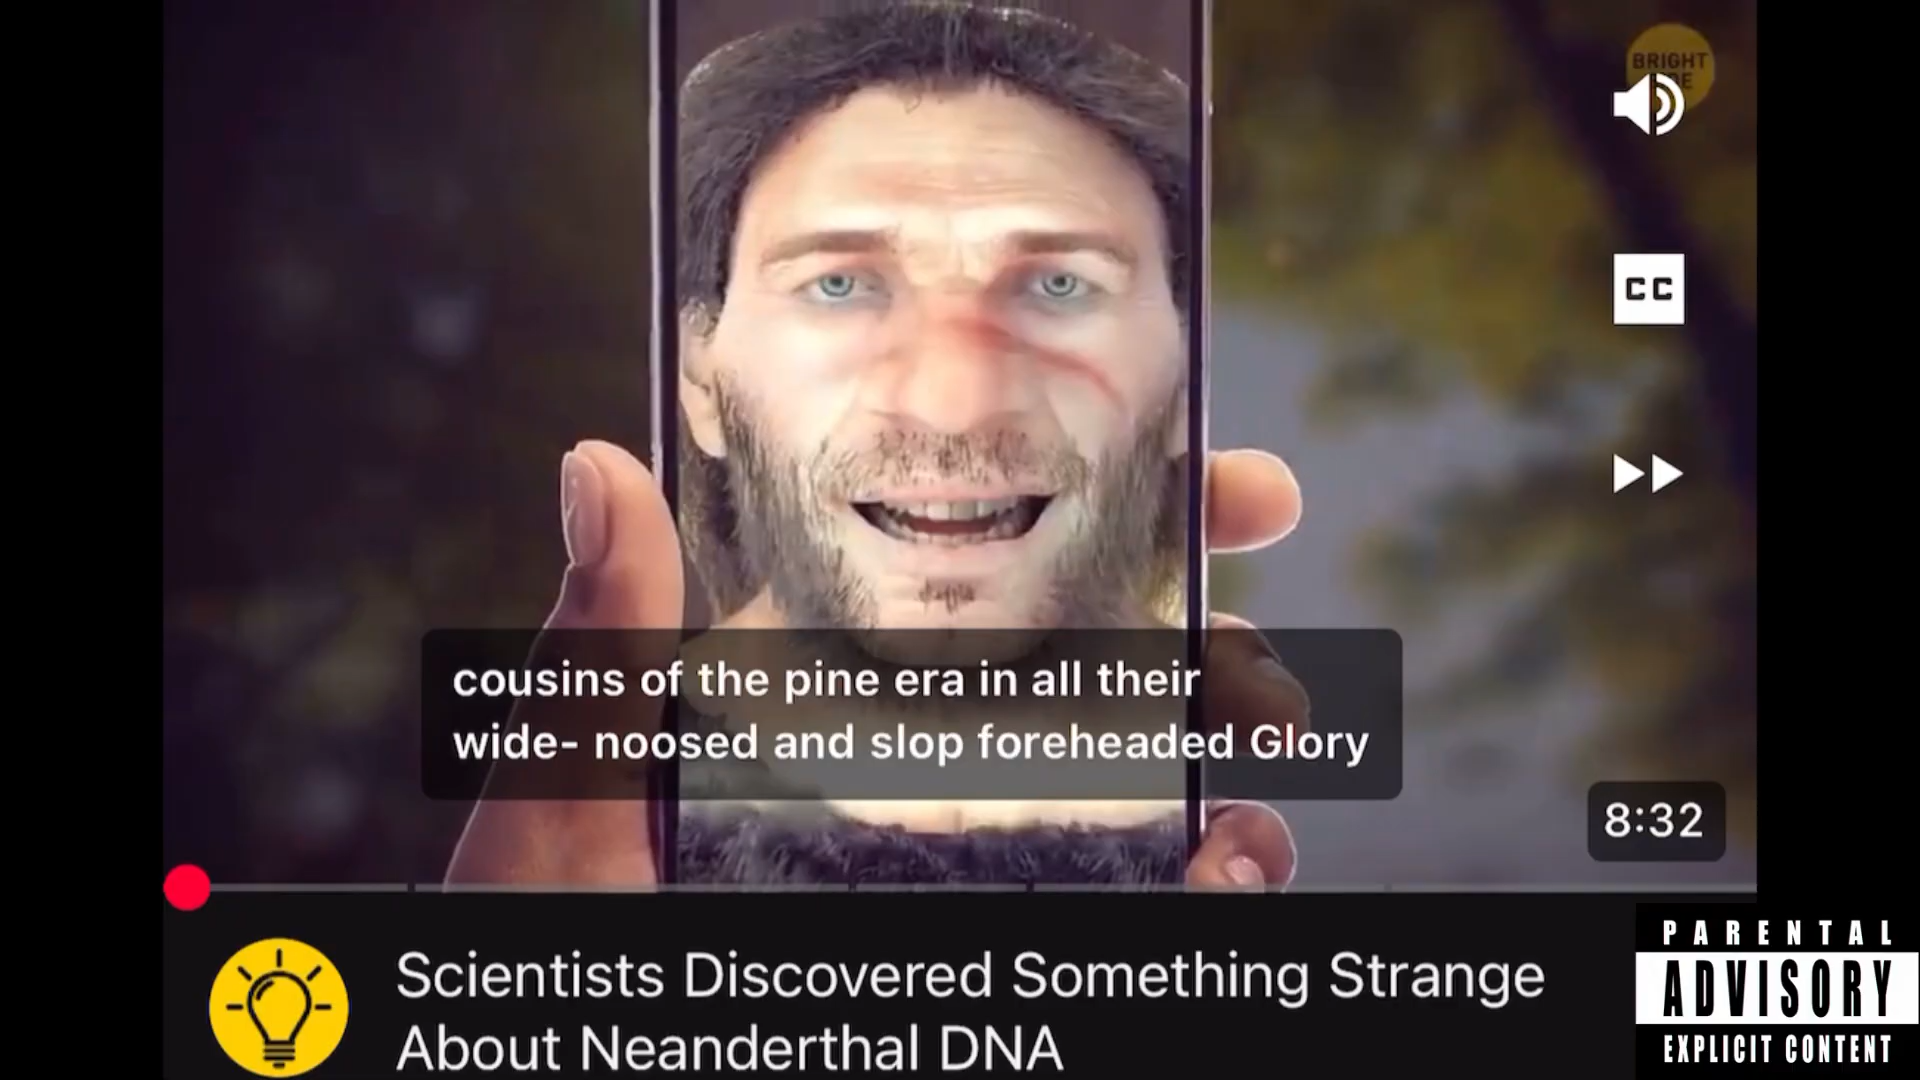 BRIGHT
CC
cousins of the pine era in all their
wide- noosed and slop foreheaded Glory
8:32
Scientists Discovered Something Strange
About Neanderthal DNA
PARENTAL
ADVISORY
EXPLICIT CONTENT